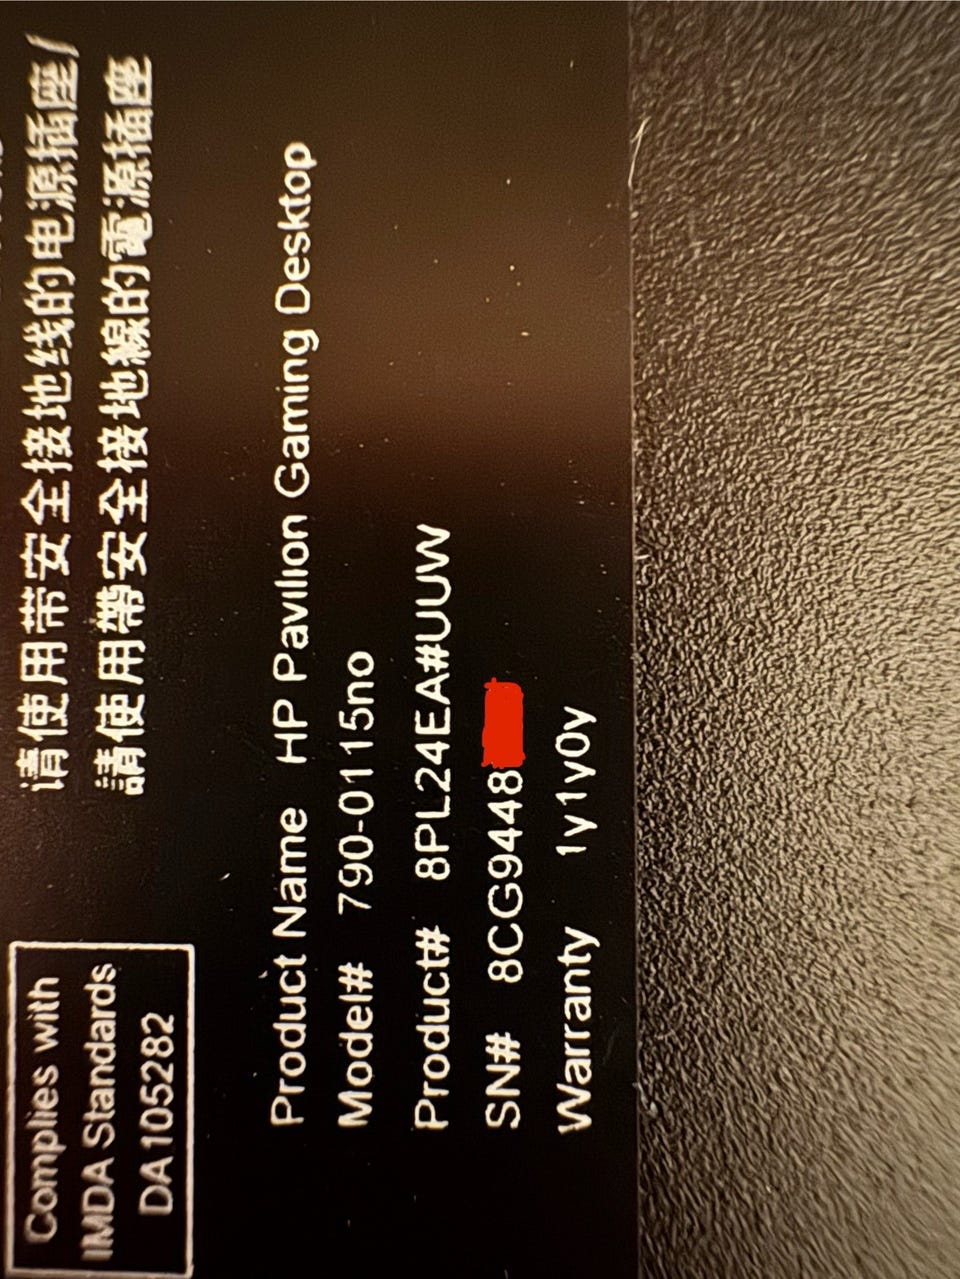 请使用带安全接地线的电源插座/
請使用帶安全接地線的電源插座
Complies with
IMDA Standards
DA105282
Product Name HP Pavilion Gaming Desktop
Model# 790-0115no
Product# 8PL24EA#UUW
SN# 8CG9448
Warranty 1y1y0y